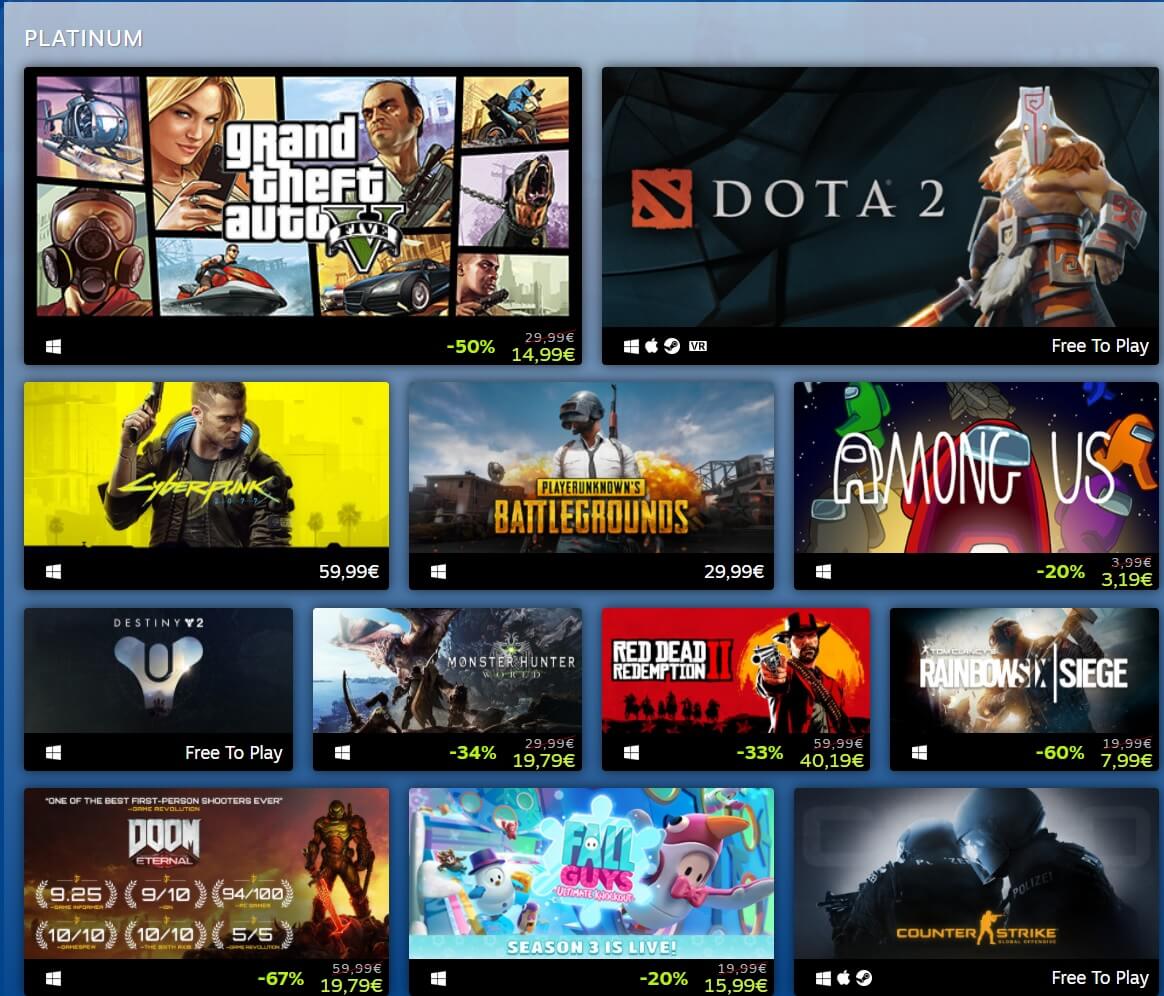 PLATINUM
grand
theft
auto
FIVE
V
-50%
29,99€
14,99€
DOTA 2
VR
Free To Play
Cyberpunk
2077
59,99€
PLAYERUNKNOWN'S
BATTLEGROUNDS
29,99€
AMONG US
-20%
3,99€
3,19€
DESTINY 2
Free To Play
MONSTER HUNTER
WORLD
-34%
29,99€
19,79€
RED DEAD
REDEMPTION II
-33%
59,99€
40,19€
TOM CLANCY'S
RAINBOW SIX | SIEGE
-60%
19,99€
7,99€
"ONE OF THE BEST FIRST-PERSON SHOOTERS EVER"
—GAME REVOLUTION
DOOM
ETERNAL
9.25 9/10 94/100
—GAME INFORMER —IGN —PC GAMER
10/10 10/10 5/5
—GAMESPEW —THE SIXTH AXIS —GAME REVOLUTION
-67%
59,99€
19,79€
FALL
GUYS
ULTIMATE KNOCKOUT
SEASON 3 IS LIVE!
-20%
19,99€
15,99€
POLIZEI
COUNTER STRIKE
GLOBAL OFFENSIVE
Free To Play